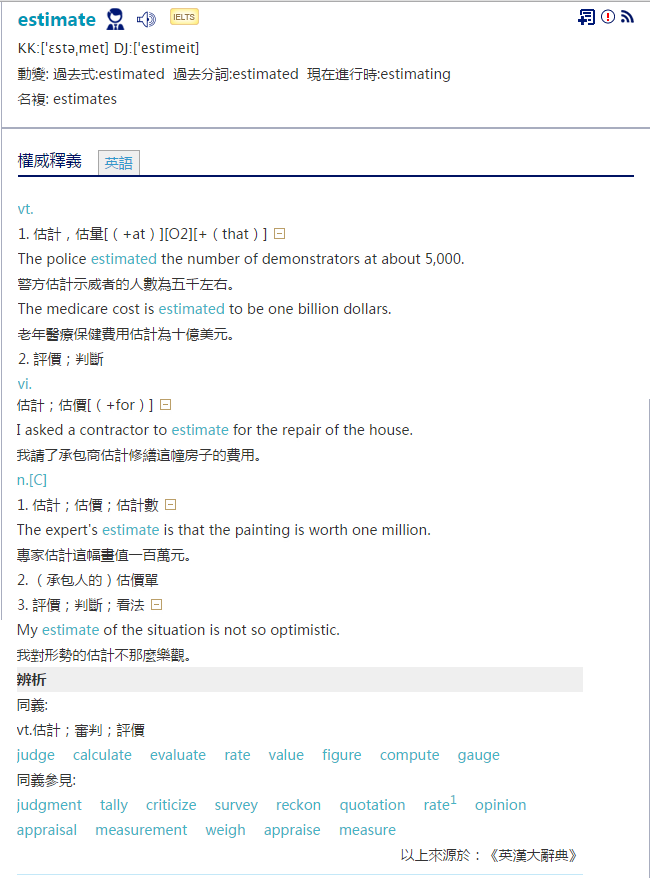 estimate IELTS
KK:[ˈɛstəˌmet] DJ:[ˈestimeit]
動變: 過去式:estimated 過去分詞:estimated 現在進行時:estimating
名複: estimates
權威釋義 英語
vt.
1. 估計，估量[（+at）][O2][+（that）]
The police estimated the number of demonstrators at about 5,000.
警方估計示威者的人數為五千左右。
The medicare cost is estimated to be one billion dollars.
老年醫療保健費用估計為十億美元。
2. 評價；判斷
vi.
估計；估價[（+for）]
I asked a contractor to estimate for the repair of the house.
我請了承包商估計修繕這幢房子的費用。
n.[C]
1. 估計；估價；估計數
The expert's estimate is that the painting is worth one million.
專家估計這幅畫值一百萬元。
2. （承包人的）估價單
3. 評價；判斷；看法
My estimate of the situation is not so optimistic.
我對形勢的估計不那麼樂觀。
辨析
同義:
vt.估計；審判；評價
judge calculate evaluate rate value figure compute gauge
同義參見:
judgment tally criticize survey reckon quotation rate1 opinion
appraisal measurement weigh appraise measure
以上來源於：《英漢大辭典》